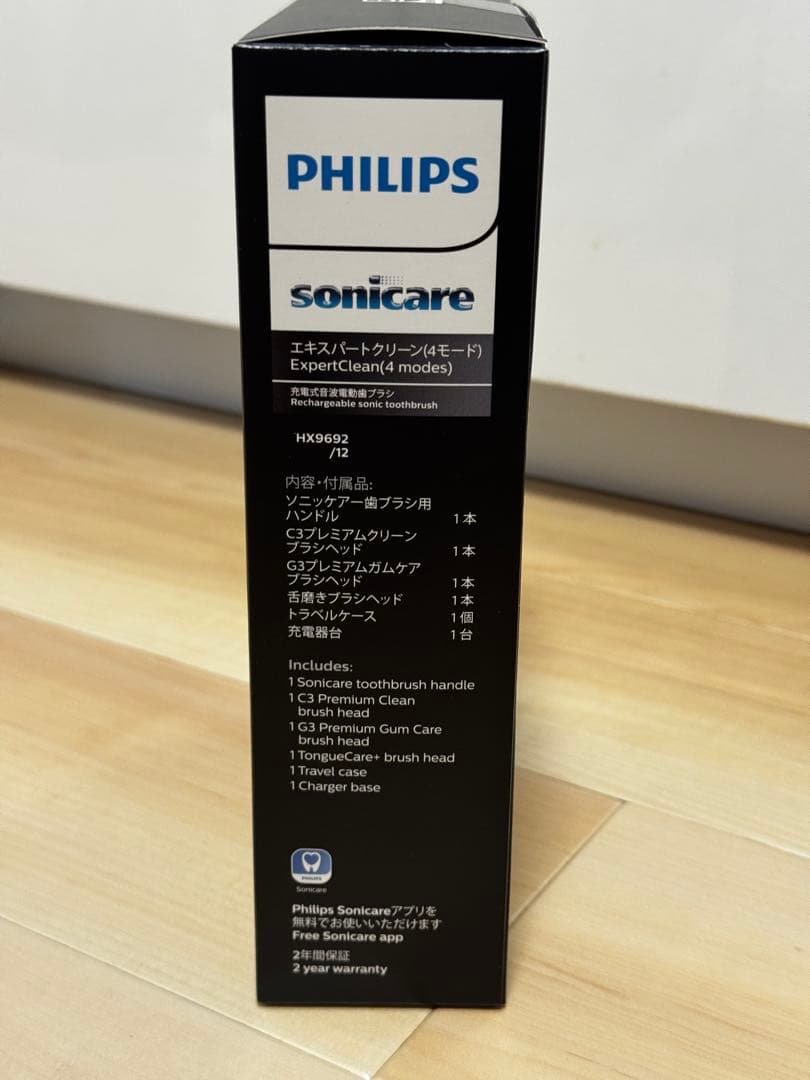 PHILIPS
sonicare
エキスパートクリーン(4モード)
ExpertClean(4 modes)
充電式音波電動歯ブラシ
Rechargeable sonic toothbrush
HX9692
/12
内容・付属品:
ソニッケアー歯ブラシ用
ハンドル 1本
C3プレミアムクリーン
ブラシヘッド 1本
G3プレミアムガムケア
ブラシヘッド 1本
舌磨きブラシヘッド 1本
トラベルケース 1個
充電器台 1台
Includes:
1 Sonicare toothbrush handle
1 C3 Premium Clean
brush head
1 G3 Premium Gum Care
brush head
1 TongueCare+ brush head
1 Travel case
1 Charger base
PHILIPS
Sonicare
Philips Sonicareアプリを
無料でお使いいただけます
Free Sonicare app
2年間保証
2 year warranty